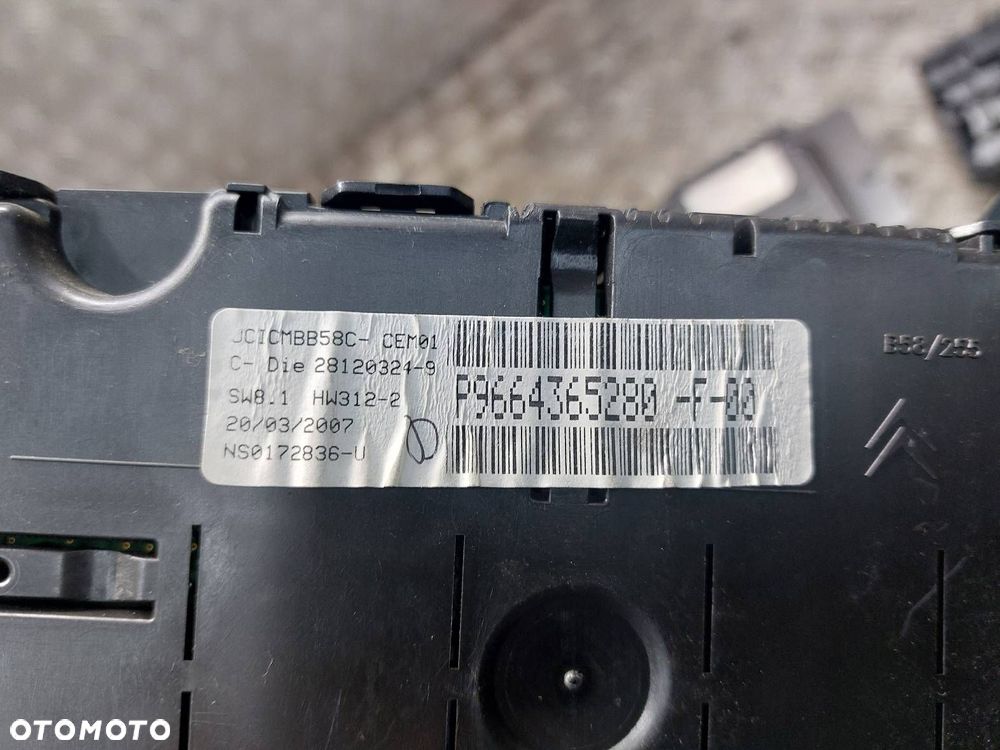 JCICMBB58C- CEM01
C- Die 28120324-9
SW8.1 HW312-2
20/03/2007
NS0172836-U
P9664365280 -F-00
B58/255
OTOMOTO